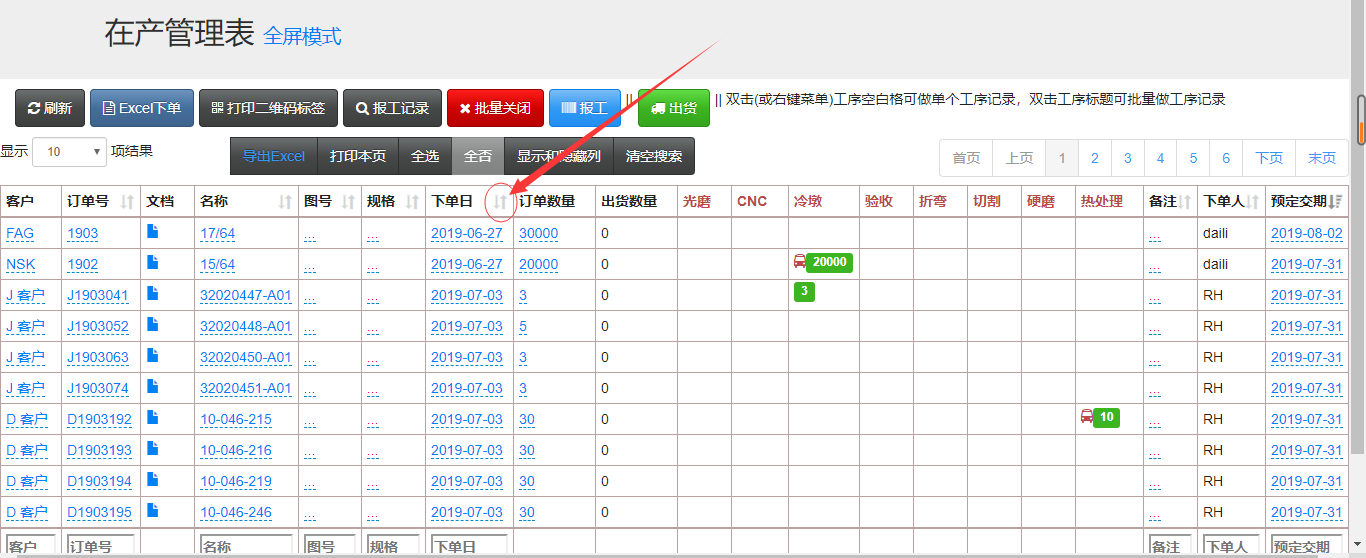 在产管理表 全屏模式
刷新 Excel下单 打印二维码标签 报工记录 批量关闭 报工 || 出货 || 双击(或右键菜单)工序空白格可做单个工序记录，双击工序标题可批量做工序记录
显示 10 项结果 导出Excel 打印本页 全选 全否 显示和隐藏列 清空搜索 首页 上页 1 2 3 4 5 6 下页 末页
客户 订单号 文档 名称 图号 规格 下单日 订单数量 出货数量 光磨 CNC 冷墩 验收 折弯 切割 硬磨 热处理 备注 下单人 预定交期
FAG 1903 17/64 ... ... 2019-06-27 30000 0 ... daili 2019-08-02
NSK 1902 15/64 ... ... 2019-06-27 20000 0 20000 ... daili 2019-07-31
J 客户 J1903041 32020447-A01 ... ... 2019-07-03 3 0 3 ... RH 2019-07-31
J 客户 J1903052 32020448-A01 ... ... 2019-07-03 5 0 ... RH 2019-07-31
J 客户 J1903063 32020450-A01 ... ... 2019-07-03 3 0 ... RH 2019-07-31
J 客户 J1903074 32020451-A01 ... ... 2019-07-03 3 0 ... RH 2019-07-31
D 客户 D1903192 10-046-215 ... ... 2019-07-03 30 0 10 ... RH 2019-07-31
D 客户 D1903193 10-046-216 ... ... 2019-07-03 30 0 ... RH 2019-07-31
D 客户 D1903194 10-046-219 ... ... 2019-07-03 30 0 ... RH 2019-07-31
D 客户 D1903195 10-046-246 ... ... 2019-07-03 30 0 ... RH 2019-07-31
客户 订单号 名称 图号 规格 下单日 备注 下单人 预定交期